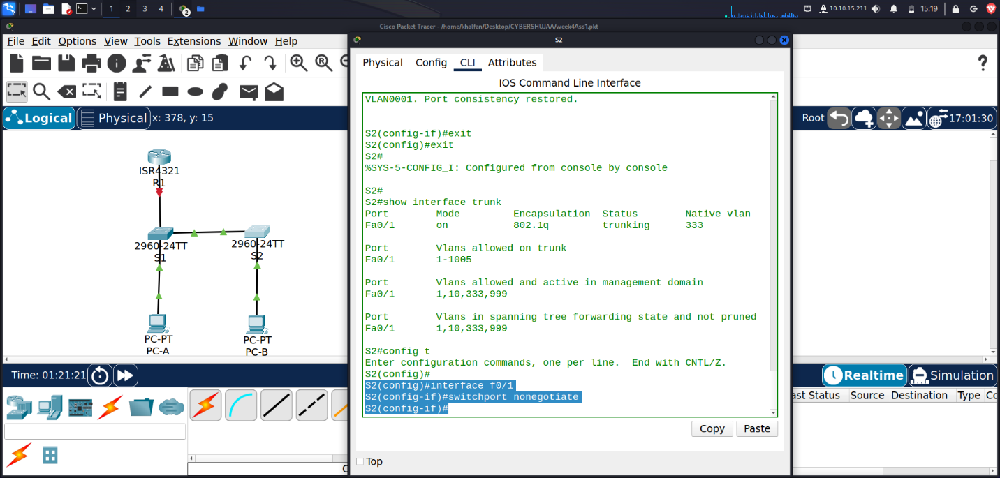 1 2 3 4
2
10.10.15.211
15:19
Cisco Packet Tracer - /home/khalfan/Desktop/CYBERSHUJAA/week4Ass1.pkt
File Edit Options View Tools Extensions Window Help
Logical
Physical
x: 378, y: 15
Root
17:01:30
ISR4321
R1
2960-24TT
S1
2960-24TT
S2
PC-PT
PC-A
PC-PT
PC-B
Time: 01:21:21
S2
Physical Config CLI Attributes
IOS Command Line Interface
VLAN0001. Port consistency restored.
S2(config-if)#exit
S2(config)#exit
S2#
%SYS-5-CONFIG_I: Configured from console by console
S2#
S2#show interface trunk
Port Mode Encapsulation Status Native vlan
Fa0/1 on 802.1q trunking 333
Port Vlans allowed on trunk
Fa0/1 1-1005
Port Vlans allowed and active in management domain
Fa0/1 1,10,333,999
Port Vlans in spanning tree forwarding state and not pruned
Fa0/1 1,10,333,999
S2#config t
Enter configuration commands, one per line. End with CNTL/Z.
S2(config)#
S2(config)#interface f0/1
S2(config-if)#switchport nonegotiate
S2(config-if)#
Copy
Paste
Top
Realtime
Simulation
ast Status Source Destination Type Co